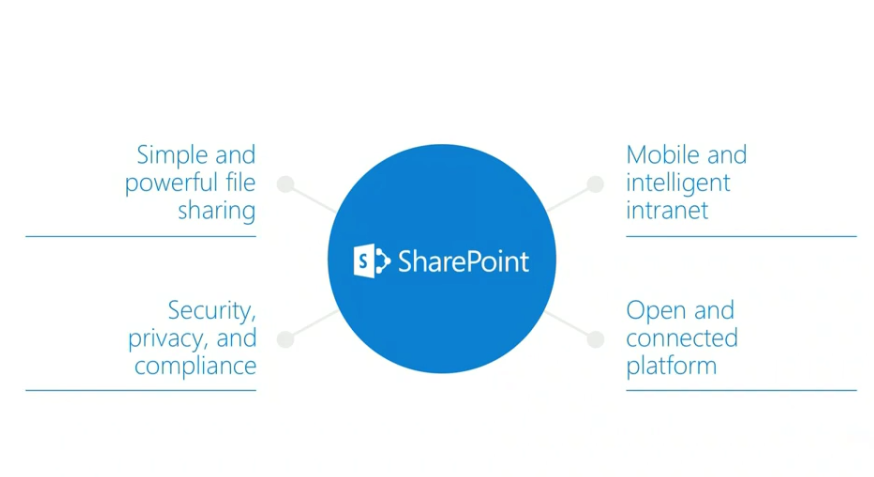 Simple and
powerful file
sharing
Mobile and
intelligent
intranet
S SharePoint
Security,
privacy, and
compliance
Open and
connected
platform